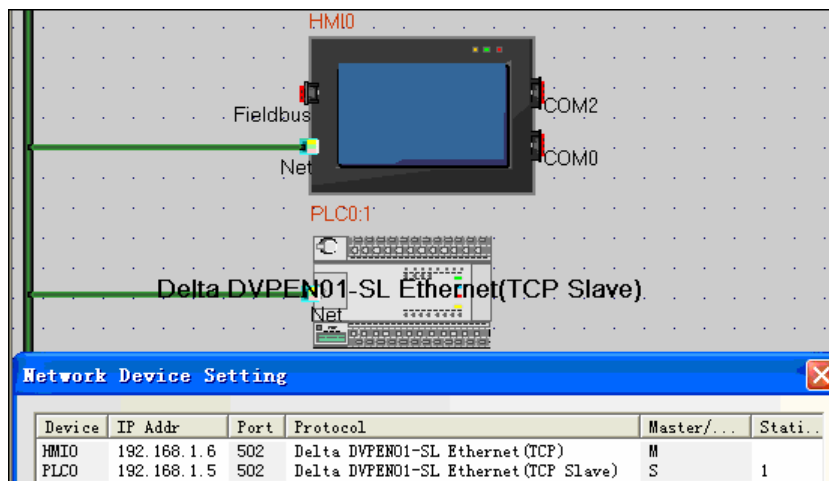 HMI0
Fieldbus
COM2
Net
COM0
PLC0:1
Delta DVPEN01-SL Ethernet(TCP Slave)
Net
Network Device Setting
Device IP Addr Port Protocol Master/... Stati..
HMI0 192.168.1.6 502 Delta DVPEN01-SL Ethernet(TCP) M
PLC0 192.168.1.5 502 Delta DVPEN01-SL Ethernet(TCP Slave) S 1